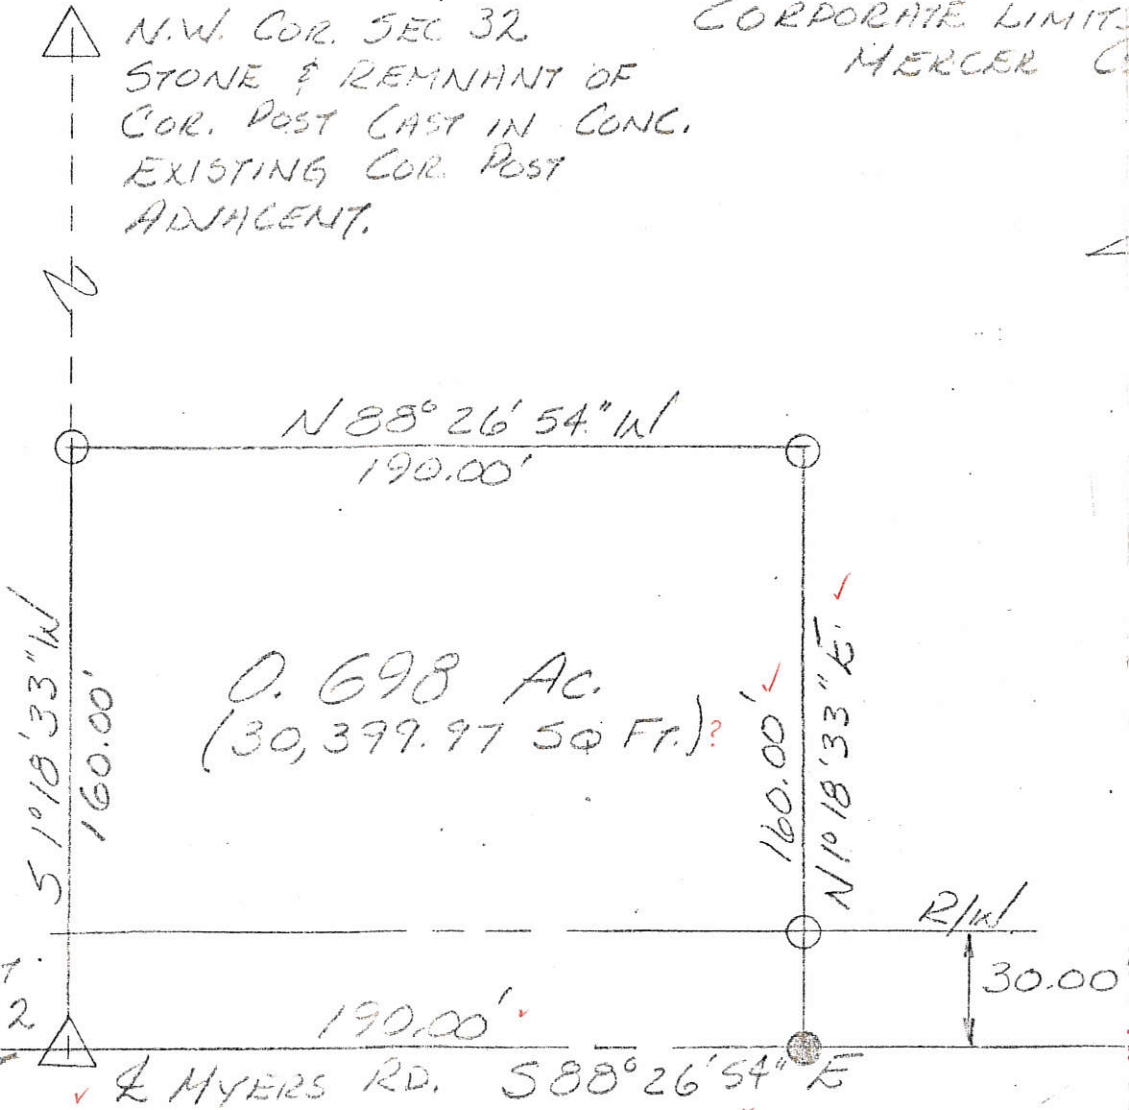 N.W. COR. SEC 32
STONE & REMNANT OF
COR. POST CAST IN CONC.
EXISTING COR. POST
ADJACENT.
CORPORATE LIMITS
MERCER
N 88° 26' 54" W
190.00'
S 1° 18' 33" W
160.00'
0.698 AC.
(30,399.97 SQ FT.)?
160.00'
N 1° 18' 33" E
R/W
30.00'
2
190.00'
℄ MYERS RD. S 88° 26' 54" E